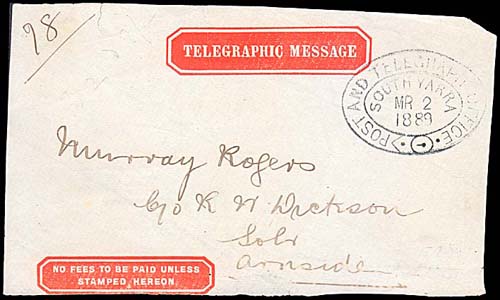 98
TELEGRAPHIC MESSAGE
POST AND TELEGRAPH OFFICE
SOUTH YARRA
MR 2
1889
Murray Rogers
C/o K W Dickson
Solr
Arnside
NO FEES TO BE PAID UNLESS
STAMPED HEREON.